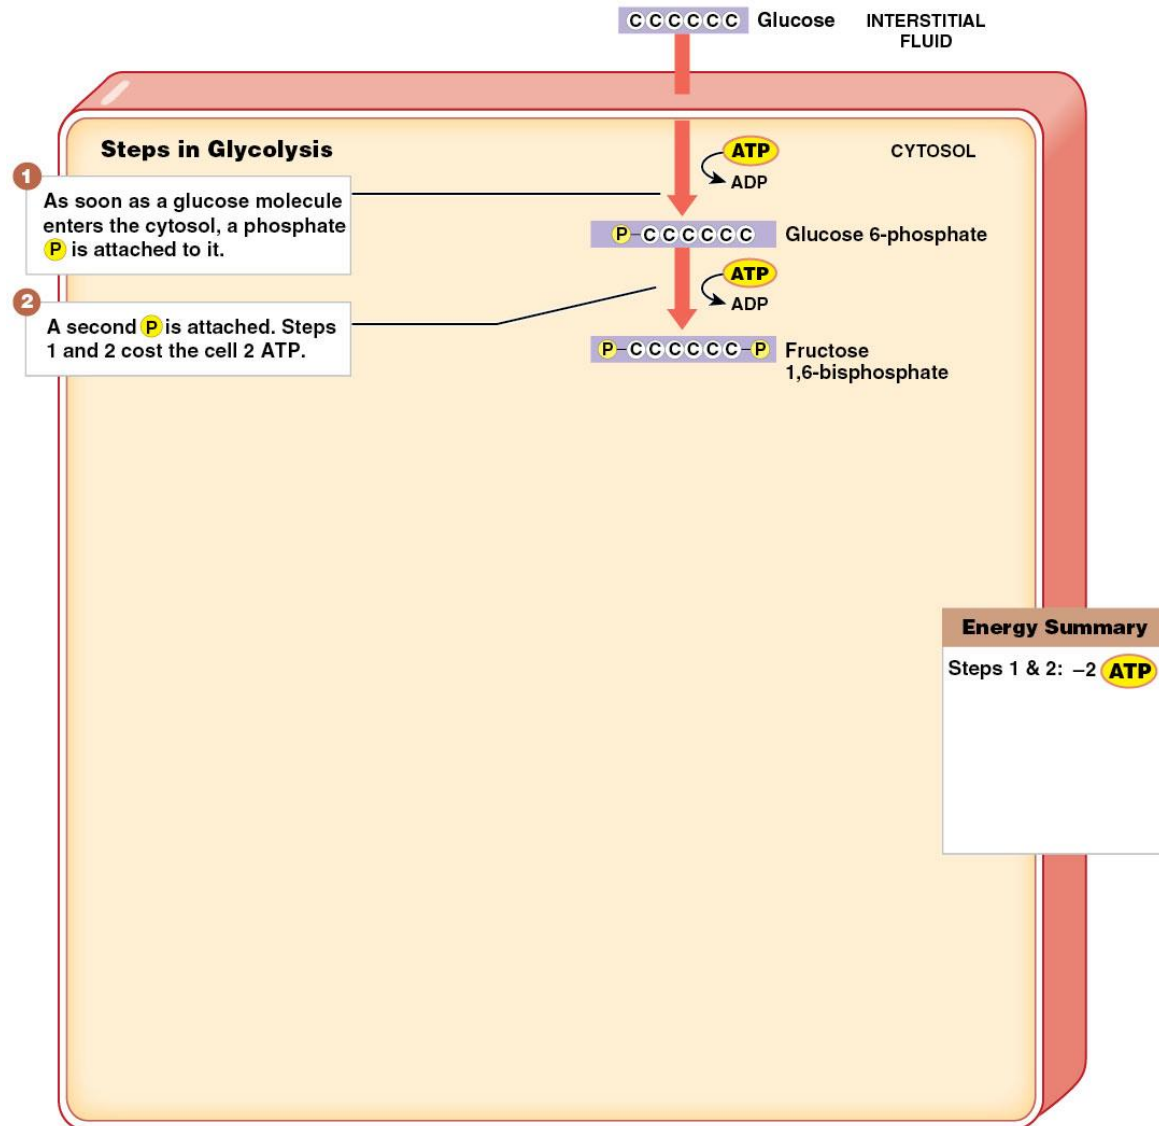 CCCCCC Glucose
INTERSTITIAL
FLUID
Steps in Glycolysis
CYTOSOL
ATP
ADP
1
As soon as a glucose molecule
enters the cytosol, a phosphate
P is attached to it.
P-CCCCCC Glucose 6-phosphate
ATP
ADP
2
A second P is attached. Steps
1 and 2 cost the cell 2 ATP.
P-CCCCCC-P Fructose
1,6-bisphosphate
Energy Summary
Steps 1 & 2: –2 ATP